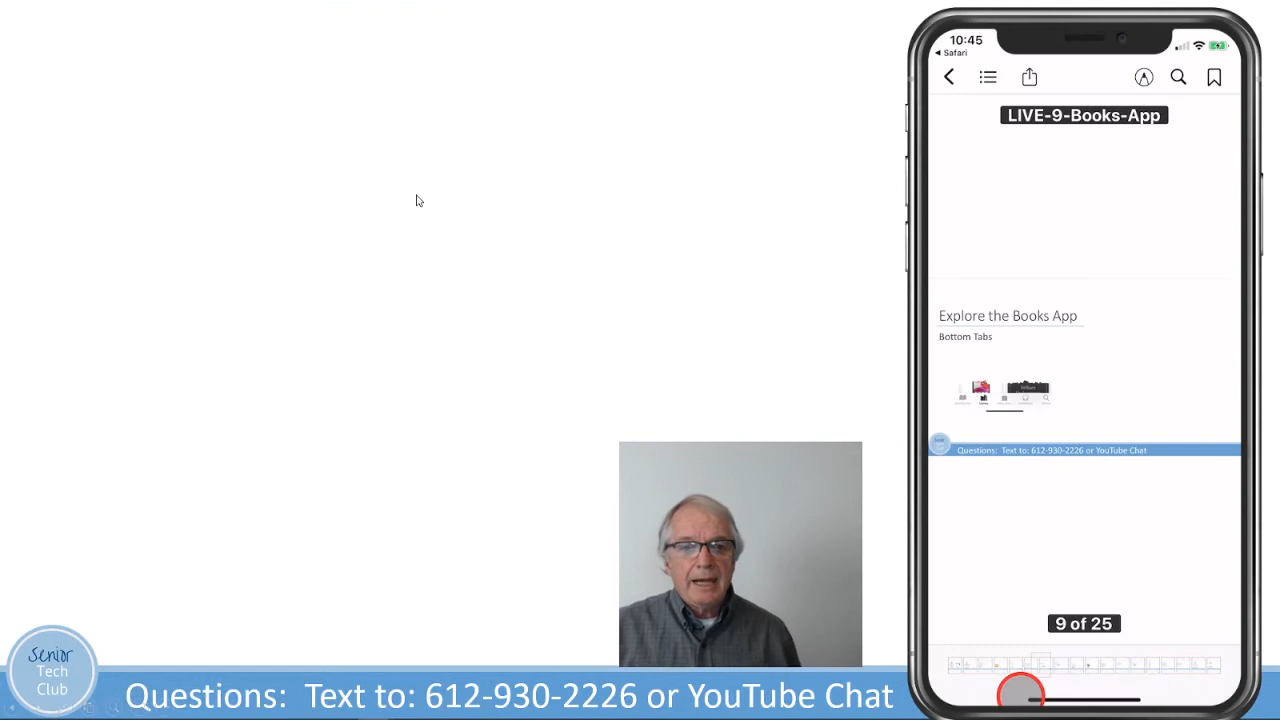 10:45
Safari
LIVE-9-Books-App
Explore the Books App
Bottom Tabs
Questions: Text to: 612-930-2226 or YouTube Chat
9 of 25
Senior
Tech
Club
Questions: Text to: 612-930-2226 or YouTube Chat